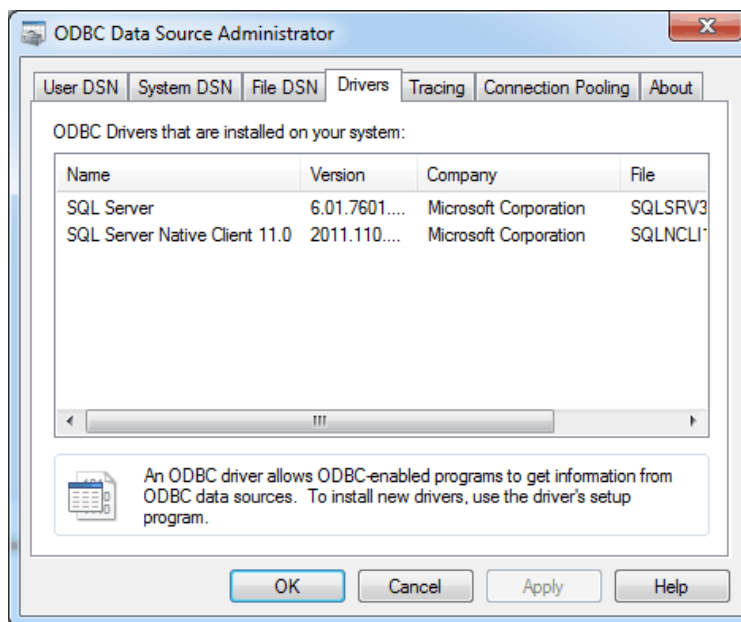 ODBC Data Source Administrator
User DSN System DSN File DSN Drivers Tracing Connection Pooling About
ODBC Drivers that are installed on your system:
Name Version Company File
SQL Server 6.01.7601.... Microsoft Corporation SQLSRV3
SQL Server Native Client 11.0 2011.110.... Microsoft Corporation SQLNCLI1
An ODBC driver allows ODBC-enabled programs to get information from
ODBC data sources. To install new drivers, use the driver's setup
program.
OK Cancel Apply Help